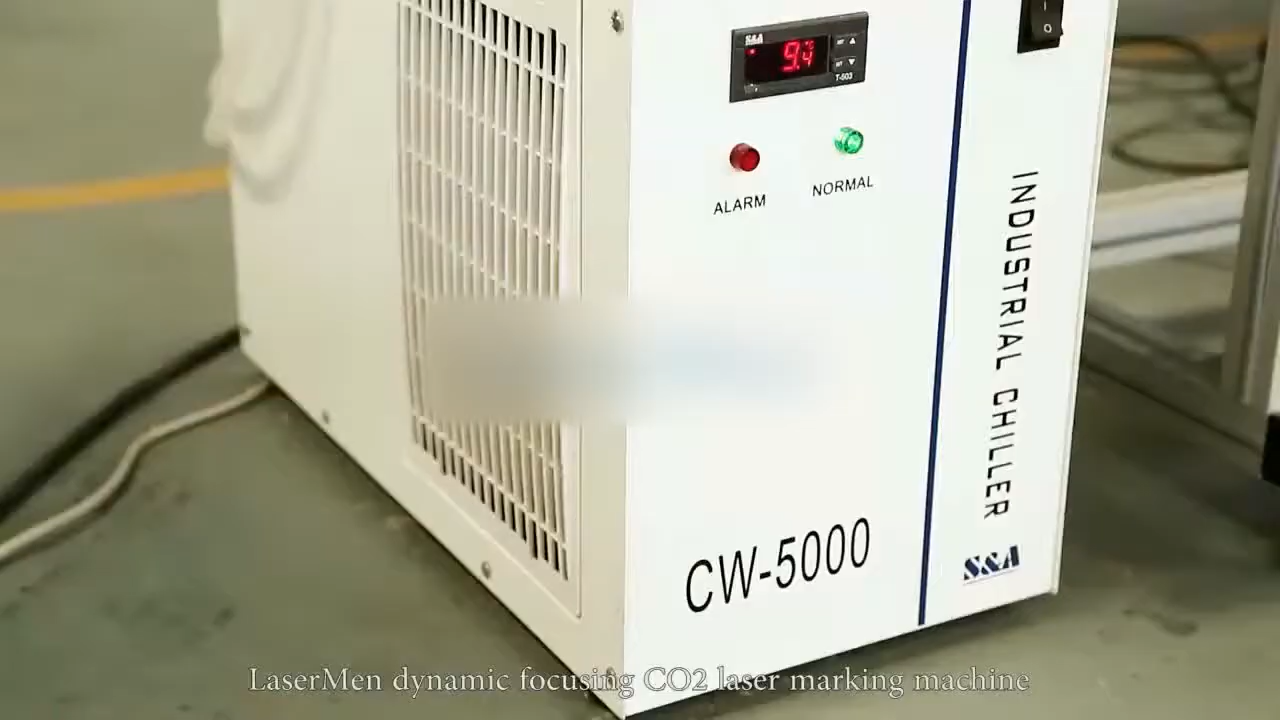 S&A
9.4
T-503
ALARM
NORMAL
INDUSTRIAL CHILLER
CW-5000
S&A
LaserMen dynamic focusing CO2 laser marking machine